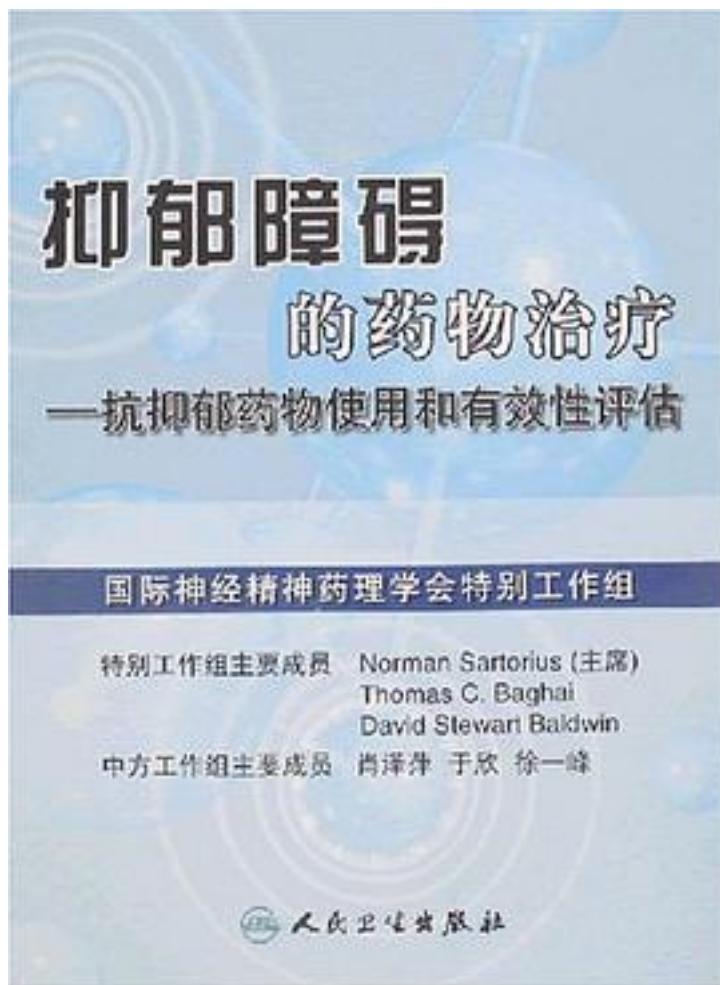 抑郁障碍
的药物治疗
—抗抑郁药物使用和有效性评估
国际神经精神药理学会特别工作组
特别工作组主要成员 Norman Sartorius (主席)
Thomas C. Baghai
David Stewart Baldwin
中方工作组主要成员 肖泽萍 于欣 徐一峰
人民卫生出版社